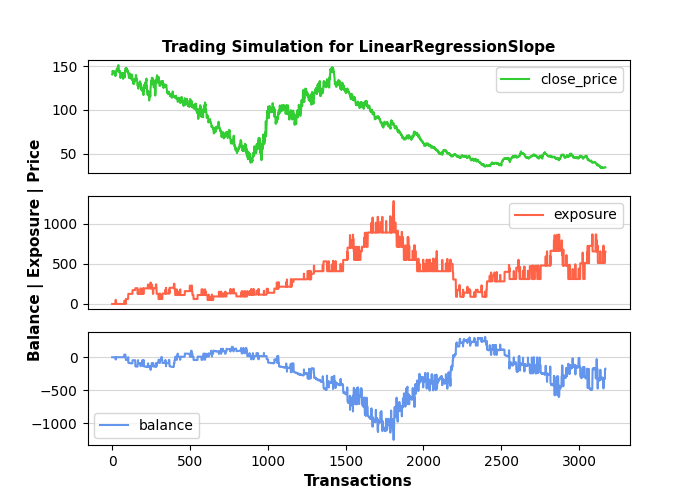 Trading Simulation for LinearRegressionSlope
150
100
50
close_price
1000
500
0
exposure
0
−500
−1000
balance
0
500
1000
1500
2000
2500
3000
Transactions
Balance | Exposure | Price